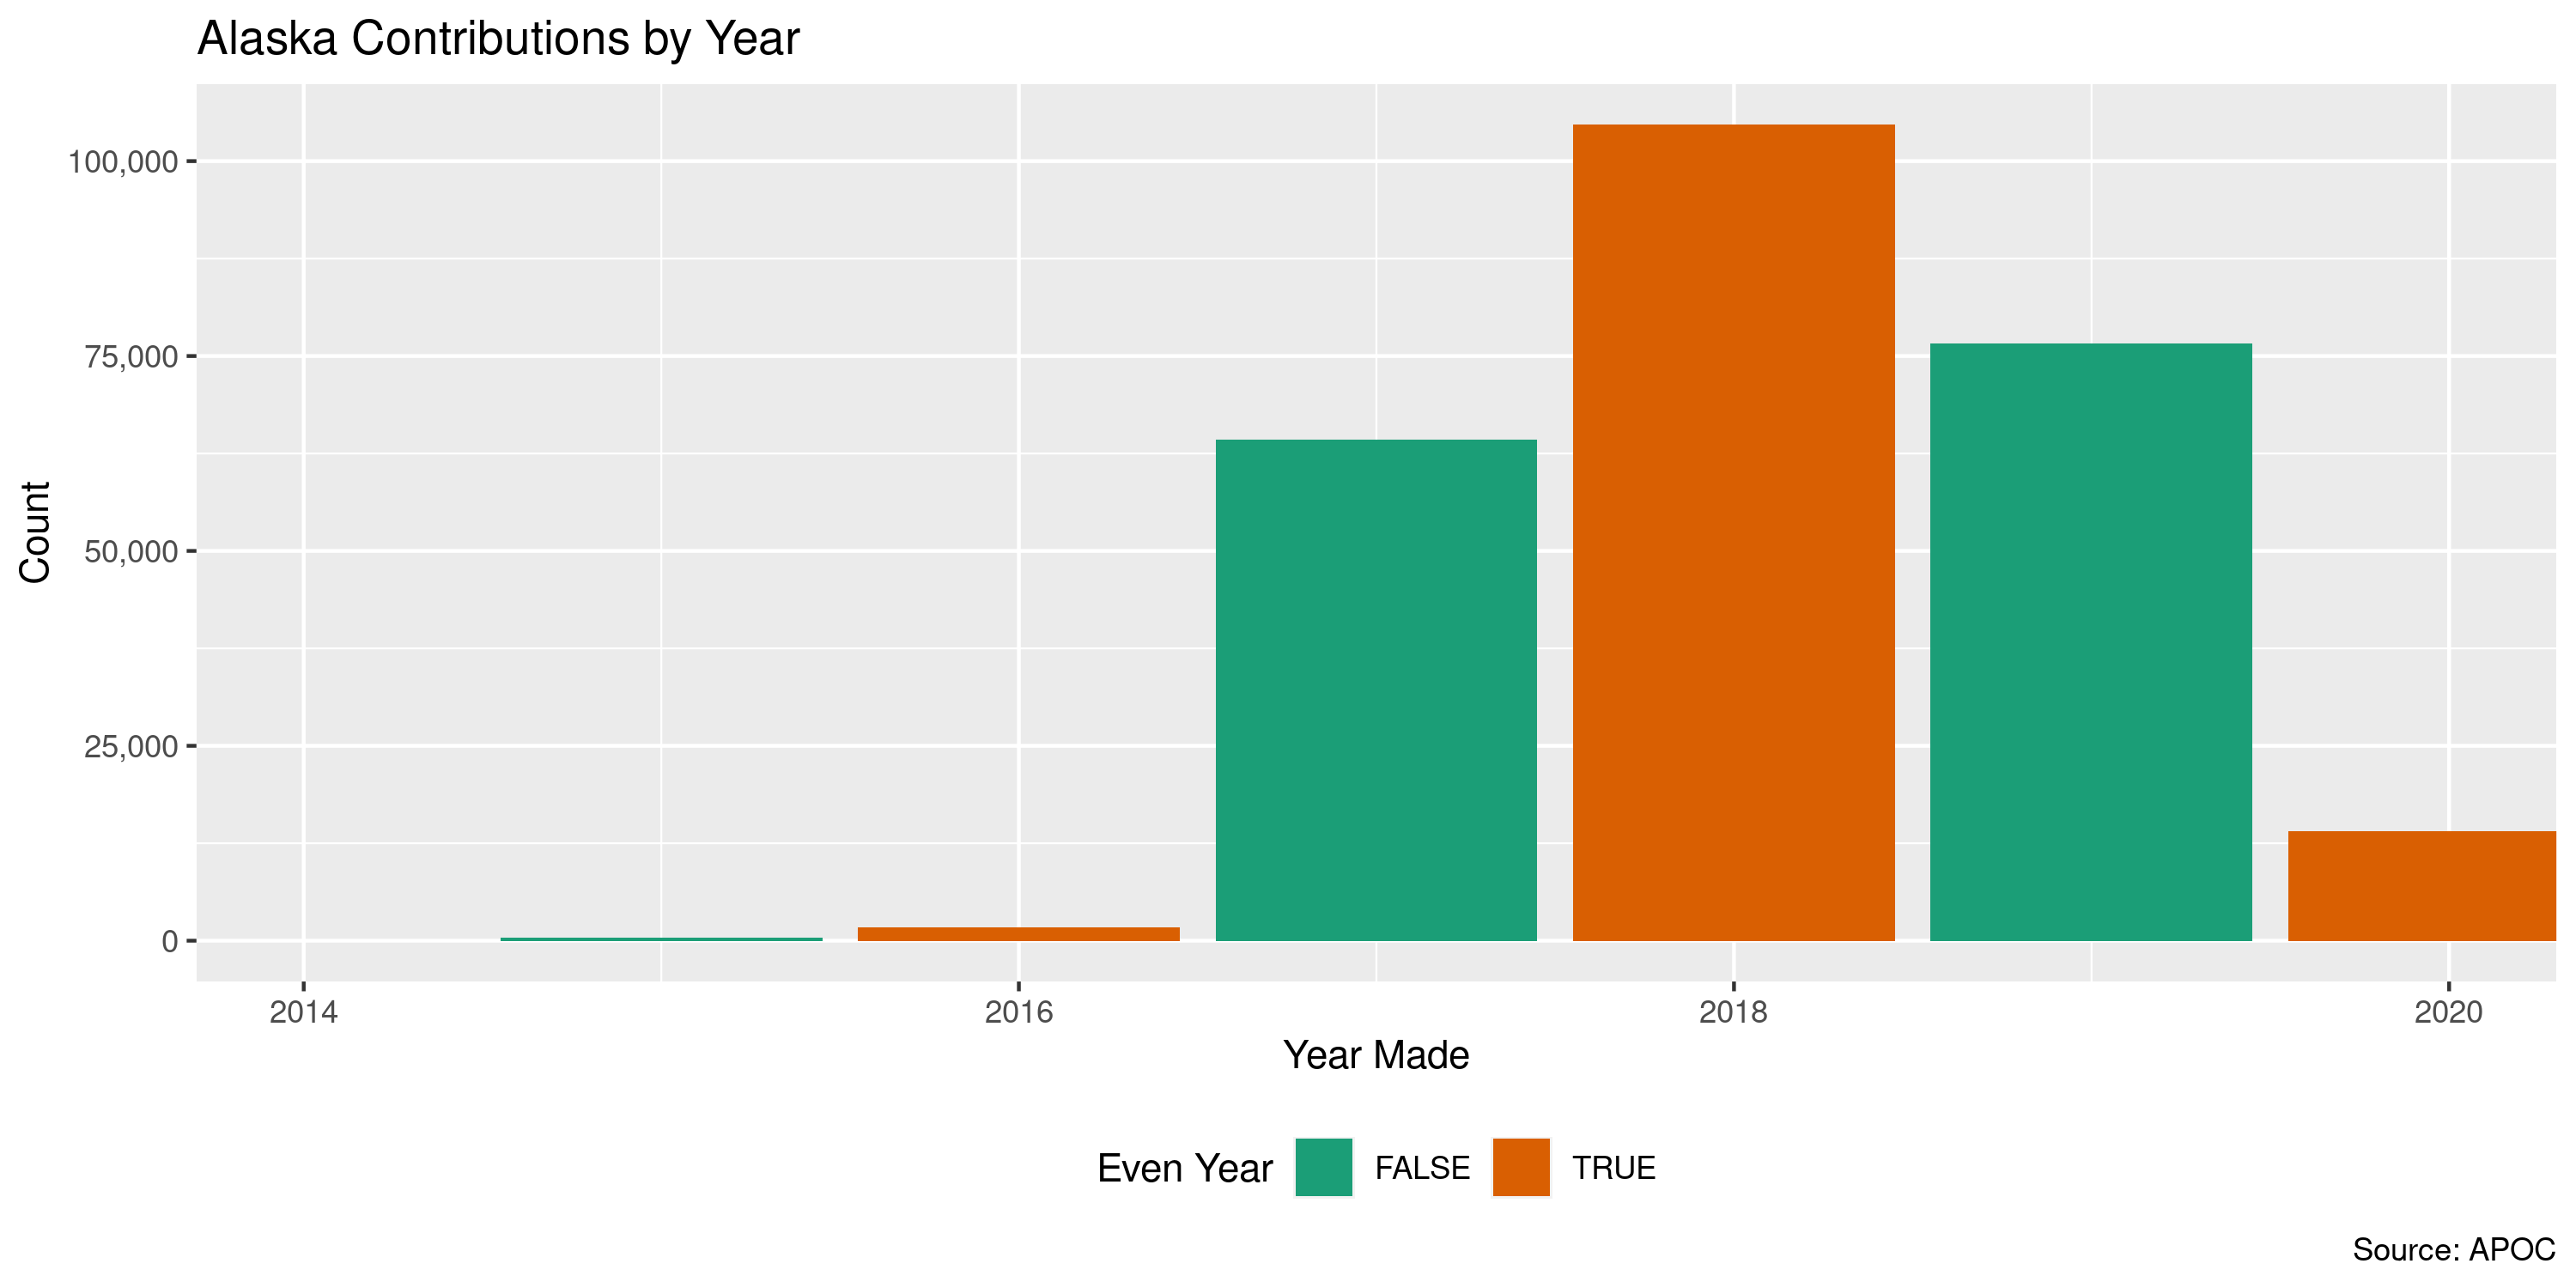 Alaska Contributions by Year
Count
100,000
75,000
50,000
25,000
0
2014 2016 2018 2020
Year Made
Even Year FALSE TRUE
Source: APOC